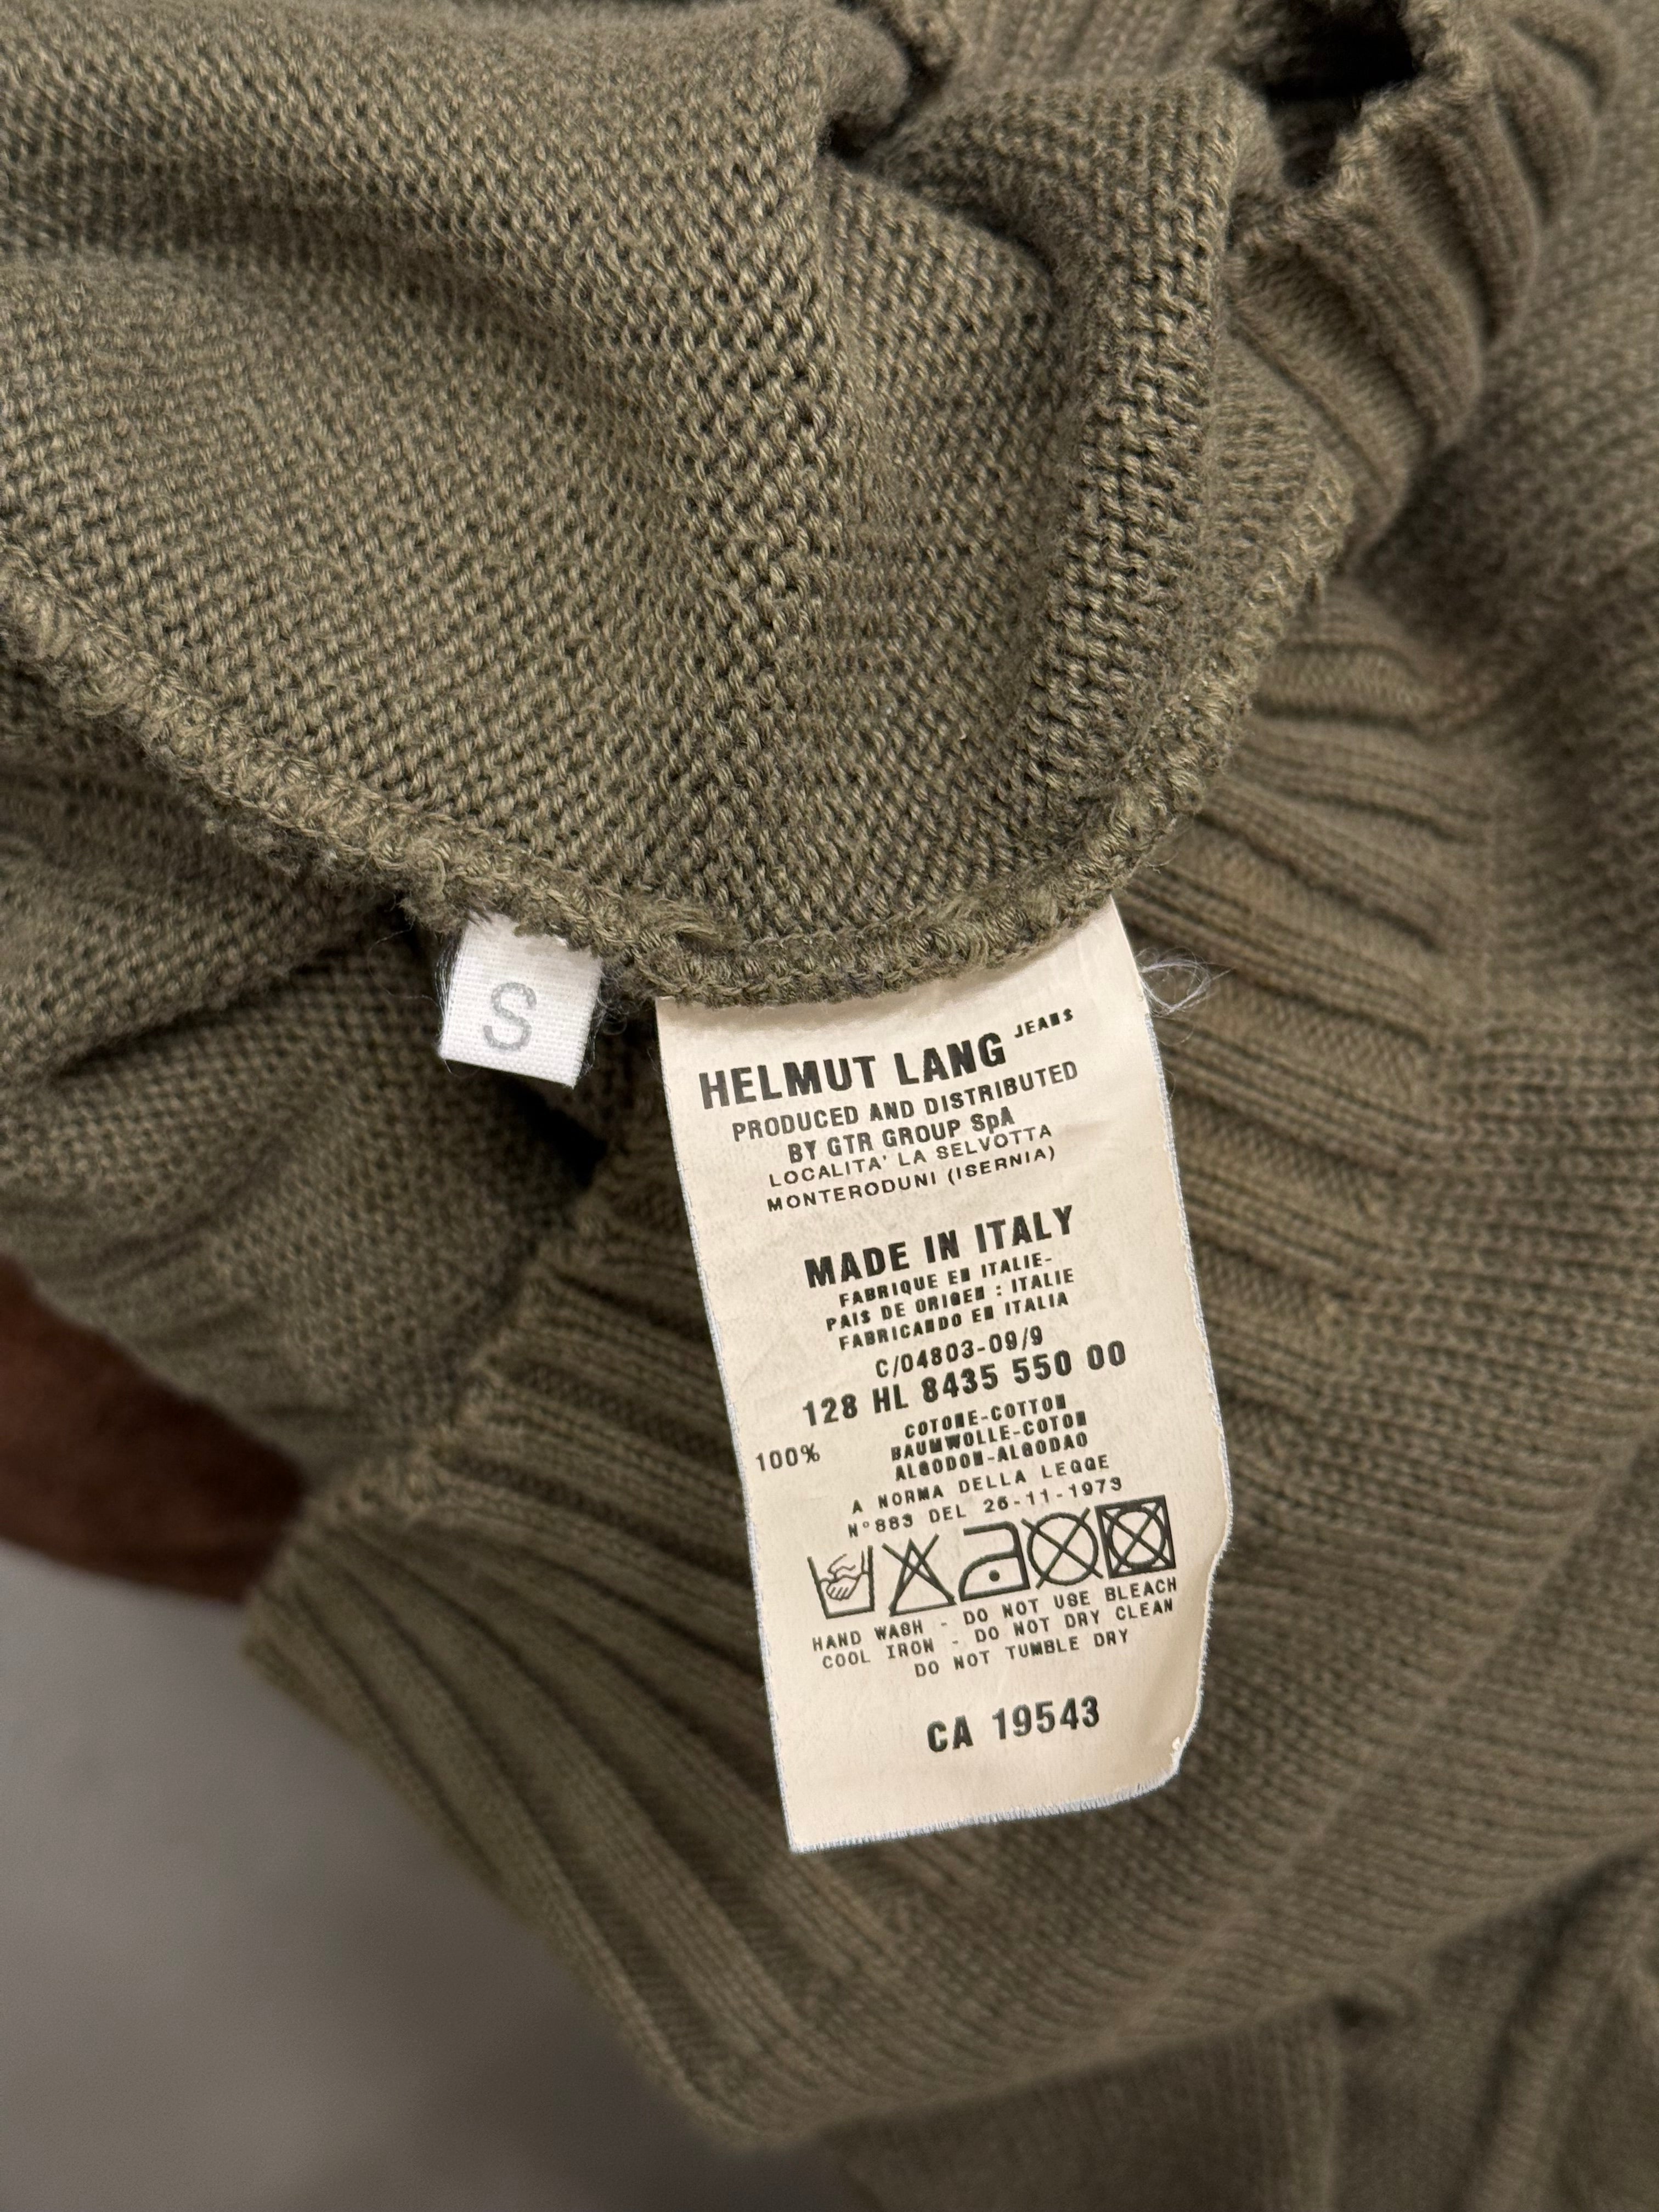 S
HELMUT LANG JEANS
PRODUCED AND DISTRIBUTED
BY GTR GROUP SpA
LOCALITA' LA SELVOTTA
MONTERODUNI (ISERNIA)
MADE IN ITALY
FABRIQUE EN ITALIE-
PAIS DE ORIGEN : ITALIE
FABRICANDO EN ITALIA
C/04803-09/9
128 HL 8435 550 00
COTONE-COTTON
100% BAUMWOLLE-COTON
ALGODON-ALGODAO
A NORMA DELLA LEGGE
N°883 DEL 26-11-1973
HAND WASH - DO NOT USE BLEACH
COOL IRON - DO NOT DRY CLEAN
DO NOT TUMBLE DRY
CA 19543